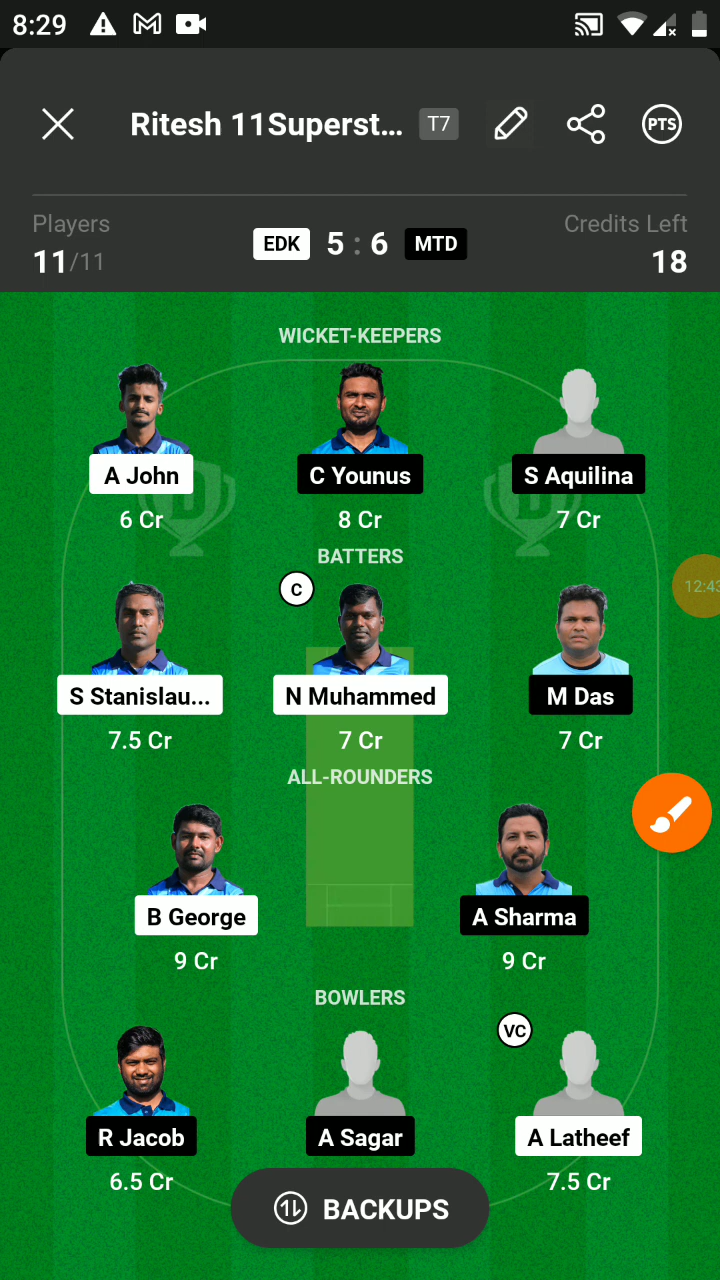 8:29
Ritesh 11Superst... T7 PTS
Players
11/11
EDK 5 : 6 MTD
Credits Left
18
WICKET-KEEPERS
A John C Younus S Aquilina
6 Cr 8 Cr 7 Cr
BATTERS
C
S Stanislau... N Muhammed M Das
7.5 Cr 7 Cr 7 Cr
12:43
ALL-ROUNDERS
B George A Sharma
9 Cr 9 Cr
BOWLERS
VC
R Jacob A Sagar A Latheef
6.5 Cr 7.5 Cr
BACKUPS